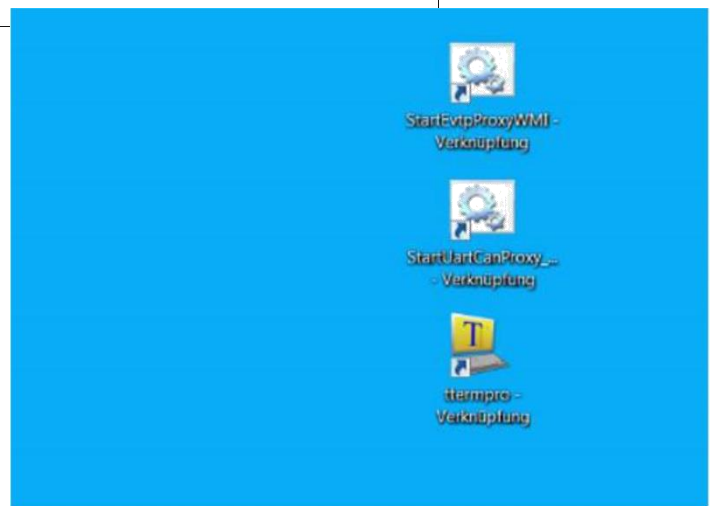 StartEvtpProxyWMI -
Verknüpfung
StartUartCanProxy_...
- Verknüpfung
T
ttermpro -
Verknüpfung